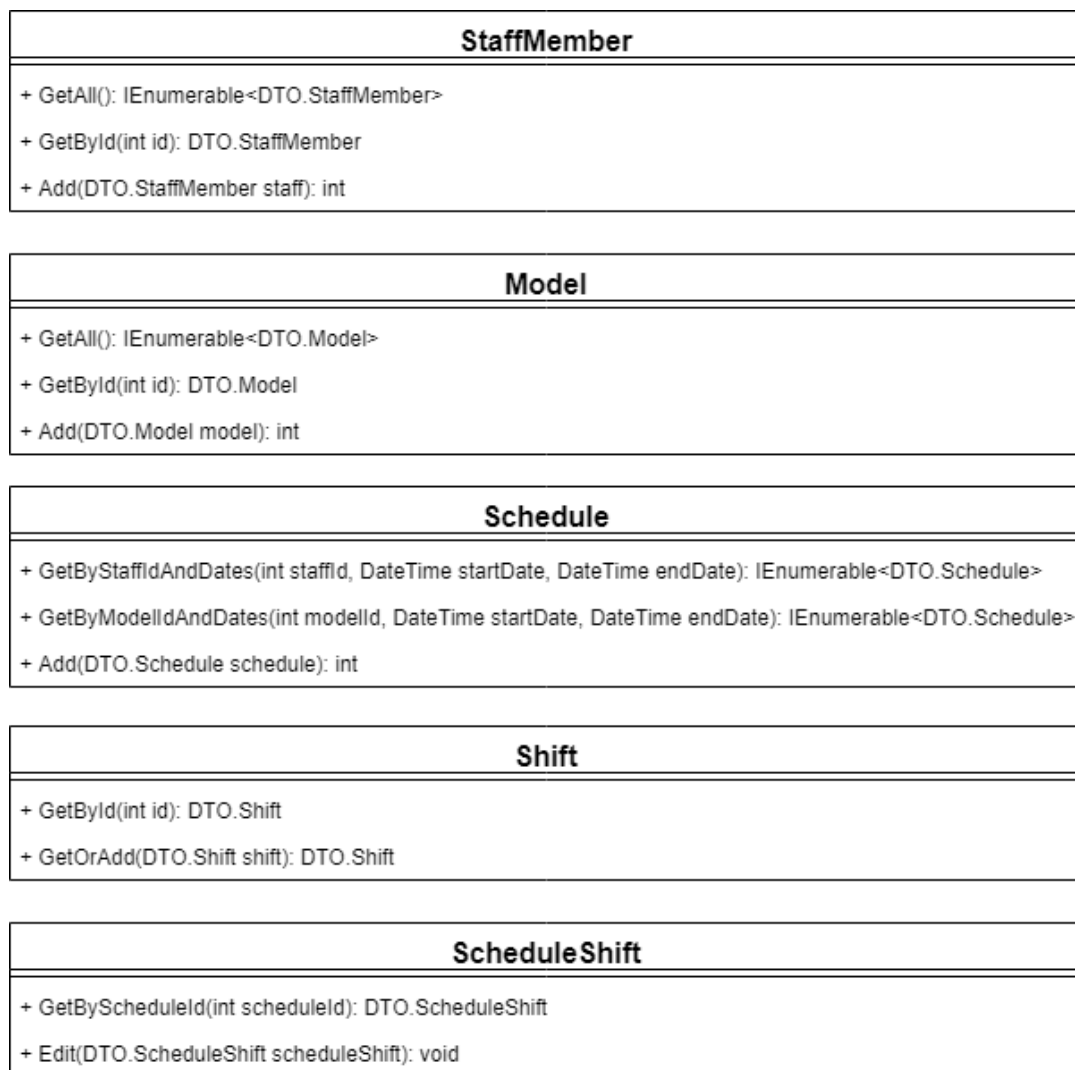 StaffMember
+ GetAll(): IEnumerable<DTO.StaffMember>
+ GetById(int id): DTO.StaffMember
+ Add(DTO.StaffMember staff): int
Model
+ GetAll(): IEnumerable<DTO.Model>
+ GetById(int id): DTO.Model
+ Add(DTO.Model model): int
Schedule
+ GetByStaffIdAndDates(int staffId, DateTime startDate, DateTime endDate): IEnumerable<DTO.Schedule>
+ GetByModelIdAndDates(int modelId, DateTime startDate, DateTime endDate): IEnumerable<DTO.Schedule>
+ Add(DTO.Schedule schedule): int
Shift
+ GetById(int id): DTO.Shift
+ GetOrAdd(DTO.Shift shift): DTO.Shift
ScheduleShift
+ GetByScheduleId(int scheduleId): DTO.ScheduleShift
+ Edit(DTO.ScheduleShift scheduleShift): void